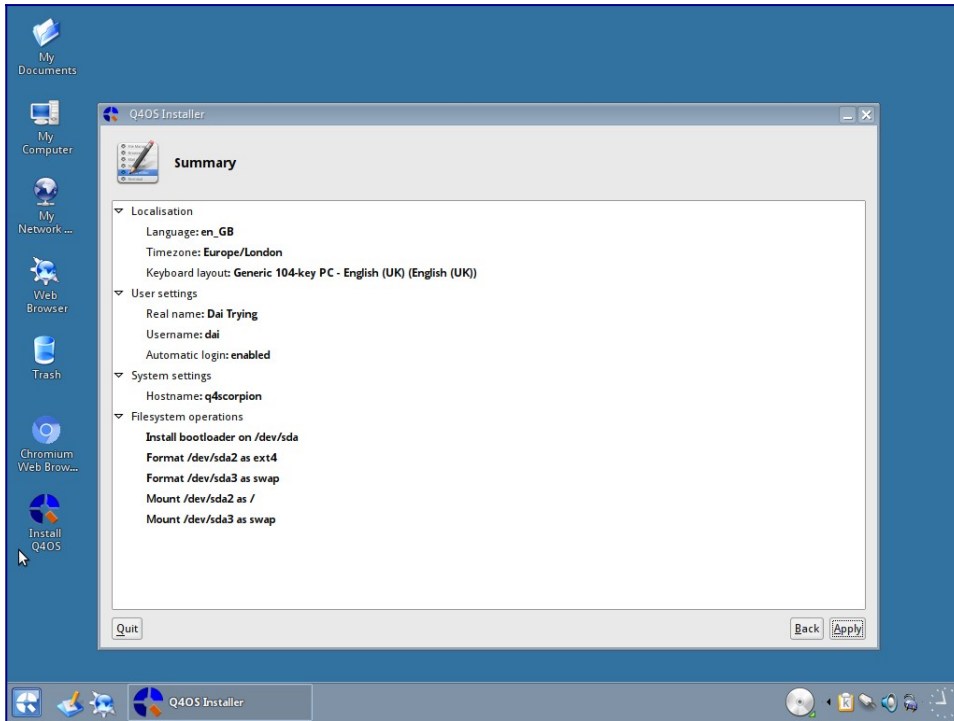 My
Documents
My
Computer
My
Network ...
Web
Browser
Trash
Chromium
Web Brow...
Install
Q4OS
Q4OS Installer
Summary
Localisation
Language: en_GB
Timezone: Europe/London
Keyboard layout: Generic 104-key PC - English (UK) (English (UK))
User settings
Real name: Dai Trying
Username: dai
Automatic login: enabled
System settings
Hostname: q4scorpion
Filesystem operations
Install bootloader on /dev/sda
Format /dev/sda2 as ext4
Format /dev/sda3 as swap
Mount /dev/sda2 as /
Mount /dev/sda3 as swap
Quit
Back
Apply
Q4OS Installer